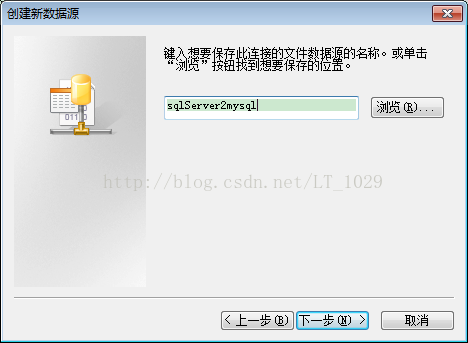 创建新数据源
键入想要保存此连接的文件数据源的名称。或单击
“浏览”按钮找到想要保存的位置。
sqlServer2mysql
浏览(R)...
http://blog.csdn.net/LT_1029
< 上一步(B)
下一步(N) >
取消